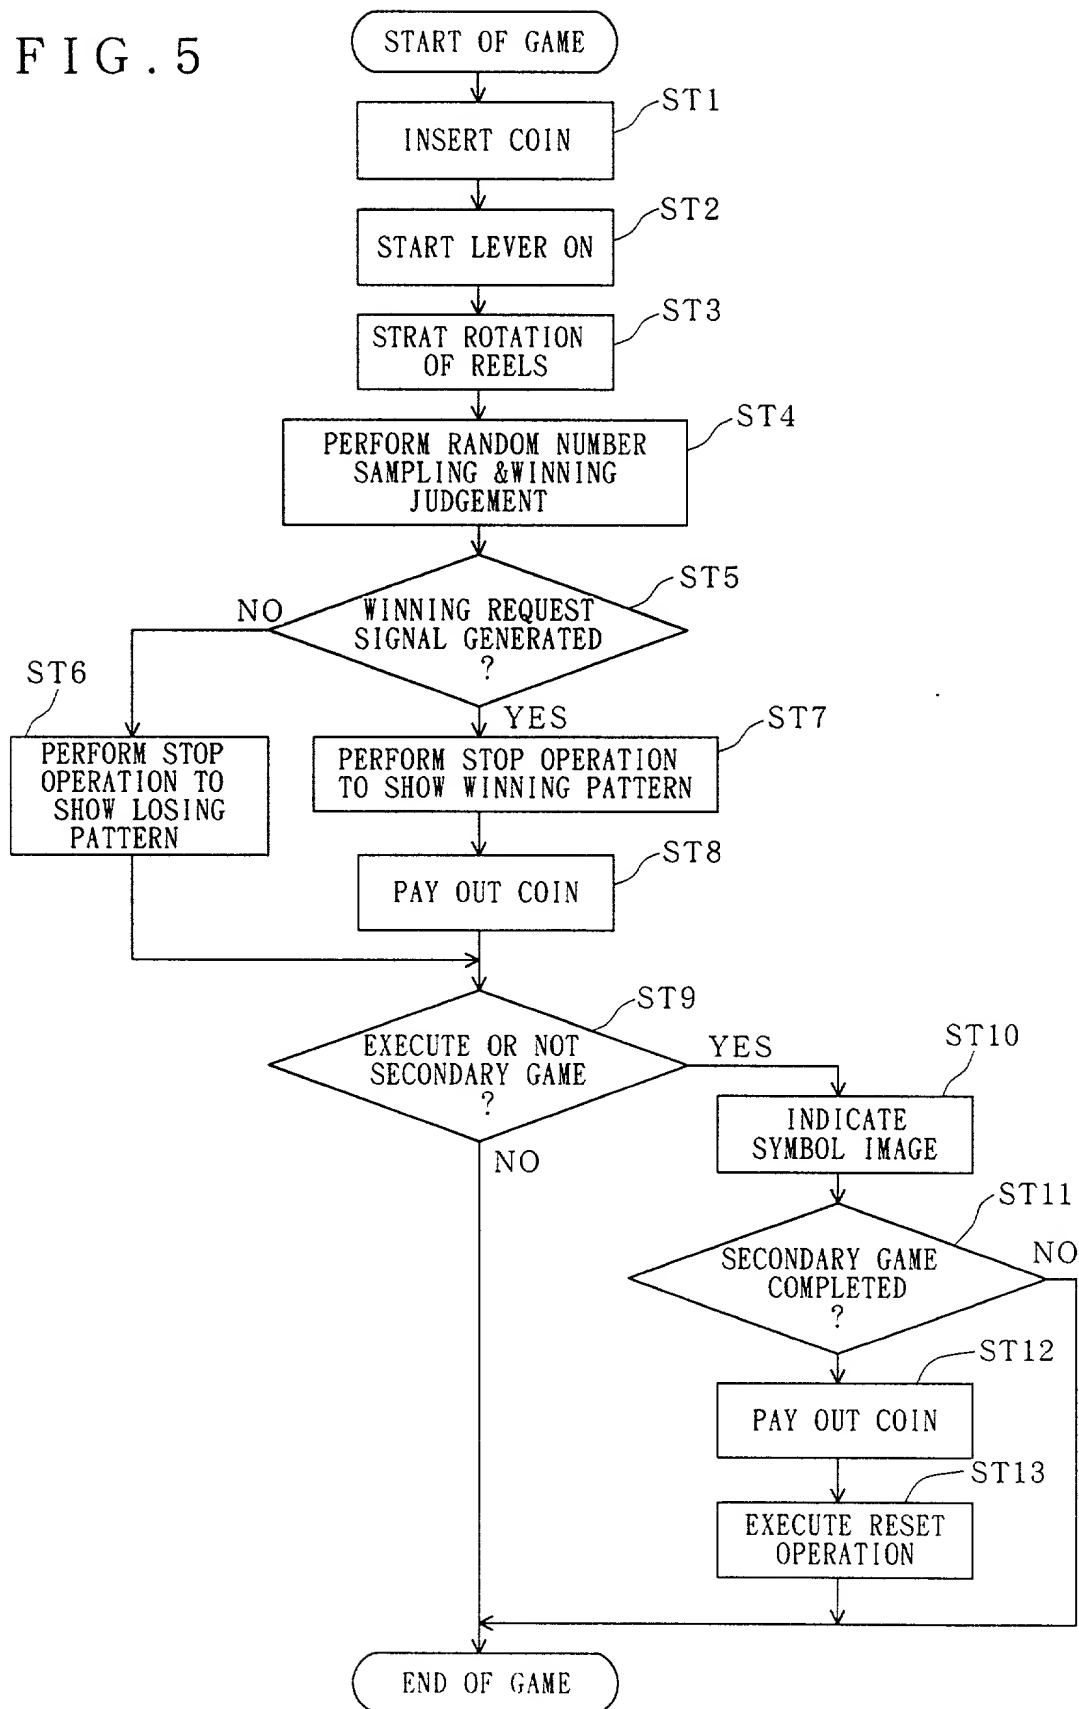 FIG.5
START OF GAME
ST1
INSERT COIN
ST2
START LEVER ON
ST3
STRAT ROTATION
OF REELS
ST4
PERFORM RANDOM NUMBER
SAMPLING &WINNING
JUDGEMENT
ST5
WINNING REQUEST
SIGNAL GENERATED
?
NO
YES
ST6
PERFORM STOP
OPERATION TO
SHOW LOSING
PATTERN
ST7
PERFORM STOP OPERATION
TO SHOW WINNING PATTERN
ST8
PAY OUT COIN
ST9
EXECUTE OR NOT
SECONDARY GAME
?
YES
NO
ST10
INDICATE
SYMBOL IMAGE
ST11
SECONDARY GAME
COMPLETED
?
NO
ST12
PAY OUT COIN
ST13
EXECUTE RESET
OPERATION
END OF GAME